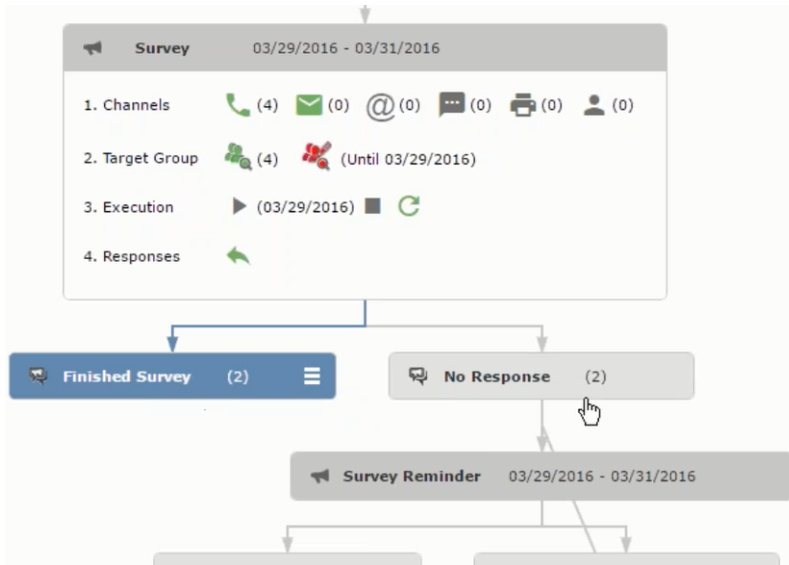 Survey 03/29/2016 - 03/31/2016
1. Channels (4) (0) @ (0) (0) (0) (0)
2. Target Group (4) (Until 03/29/2016)
3. Execution (03/29/2016)
4. Responses
Finished Survey (2)
No Response (2)
Survey Reminder 03/29/2016 - 03/31/2016